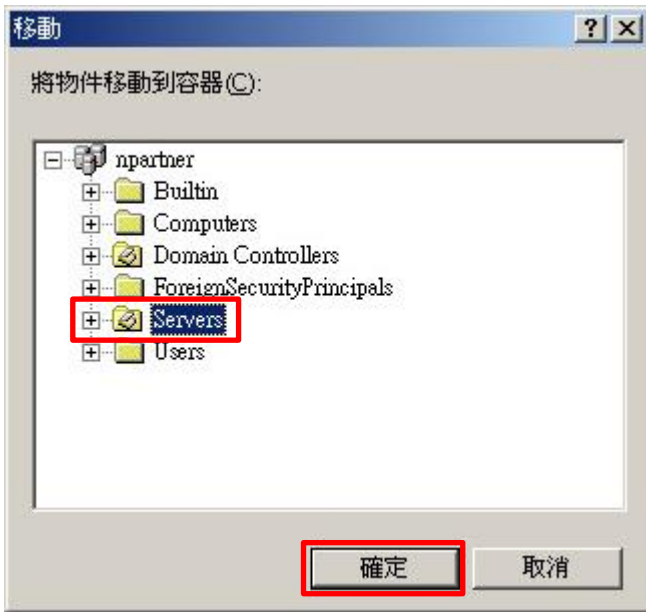 移動
將物件移動到容器(C):
npartner
Builtin
Computers
Domain Controllers
ForeignSecurityPrincipals
Servers
Users
確定 取消